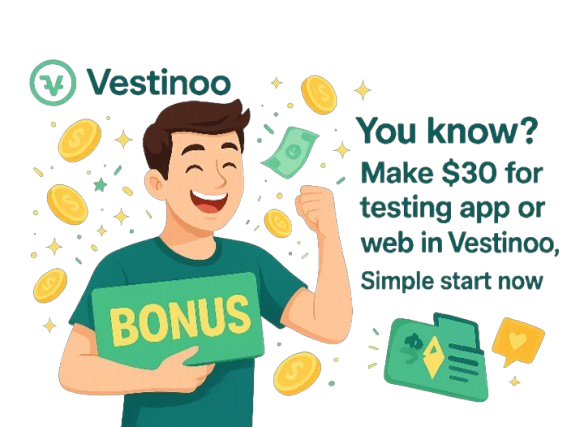 Vestinoo
You know?
Make $30 for
testing app or
web in Vestinoo,
Simple start now
BONUS